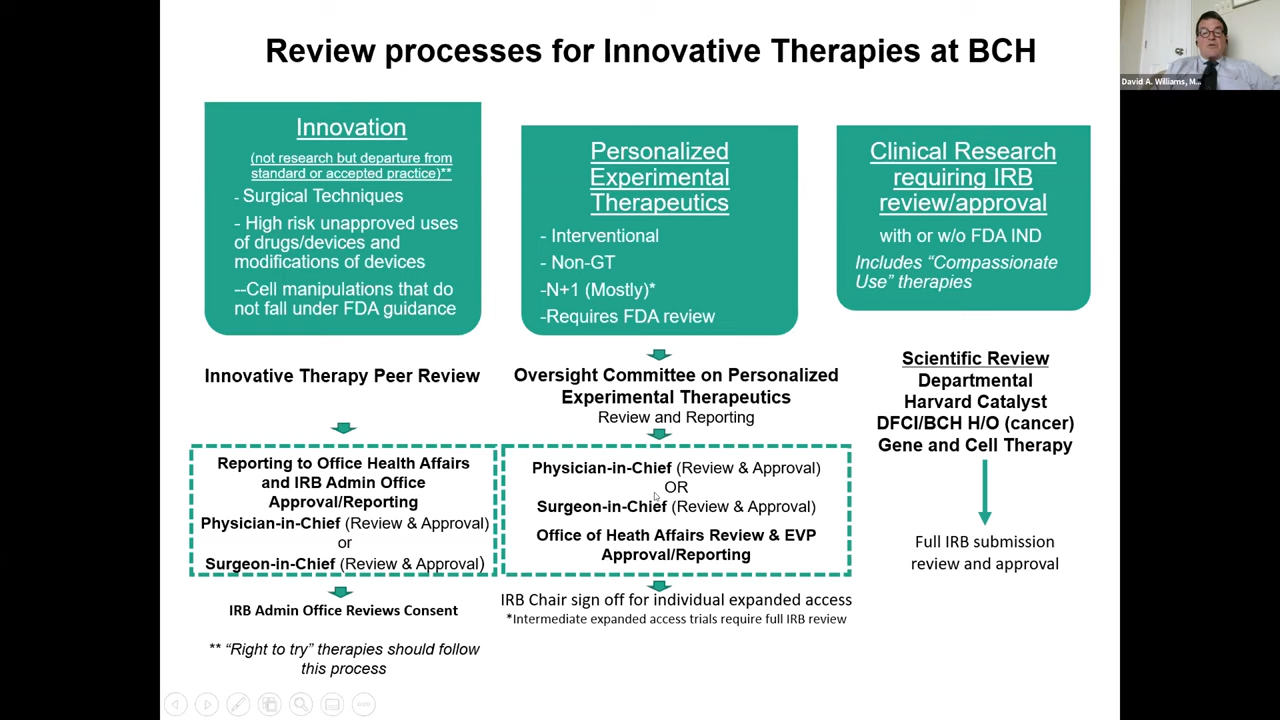 Review processes for Innovative Therapies at BCH
David A. Williams, M...
Innovation
(not research but departure from
standard or accepted practice)**
- Surgical Techniques
- High risk unapproved uses
of drugs/devices and
modifications of devices
--Cell manipulations that do
not fall under FDA guidance
Innovative Therapy Peer Review
Reporting to Office Health Affairs
and IRB Admin Office
Approval/Reporting
Physician-in-Chief (Review & Approval)
or
Surgeon-in-Chief (Review & Approval)
IRB Admin Office Reviews Consent
** “Right to try” therapies should follow
this process
Personalized
Experimental
Therapeutics
- Interventional
- Non-GT
-N+1 (Mostly)*
-Requires FDA review
Oversight Committee on Personalized
Experimental Therapeutics
Review and Reporting
Physician-in-Chief (Review & Approval)
OR
Surgeon-in-Chief (Review & Approval)
Office of Heath Affairs Review & EVP
Approval/Reporting
IRB Chair sign off for individual expanded access
*Intermediate expanded access trials require full IRB review
Clinical Research
requiring IRB
review/approval
with or w/o FDA IND
Includes “Compassionate
Use” therapies
Scientific Review
Departmental
Harvard Catalyst
DFCI/BCH H/O (cancer)
Gene and Cell Therapy
Full IRB submission
review and approval